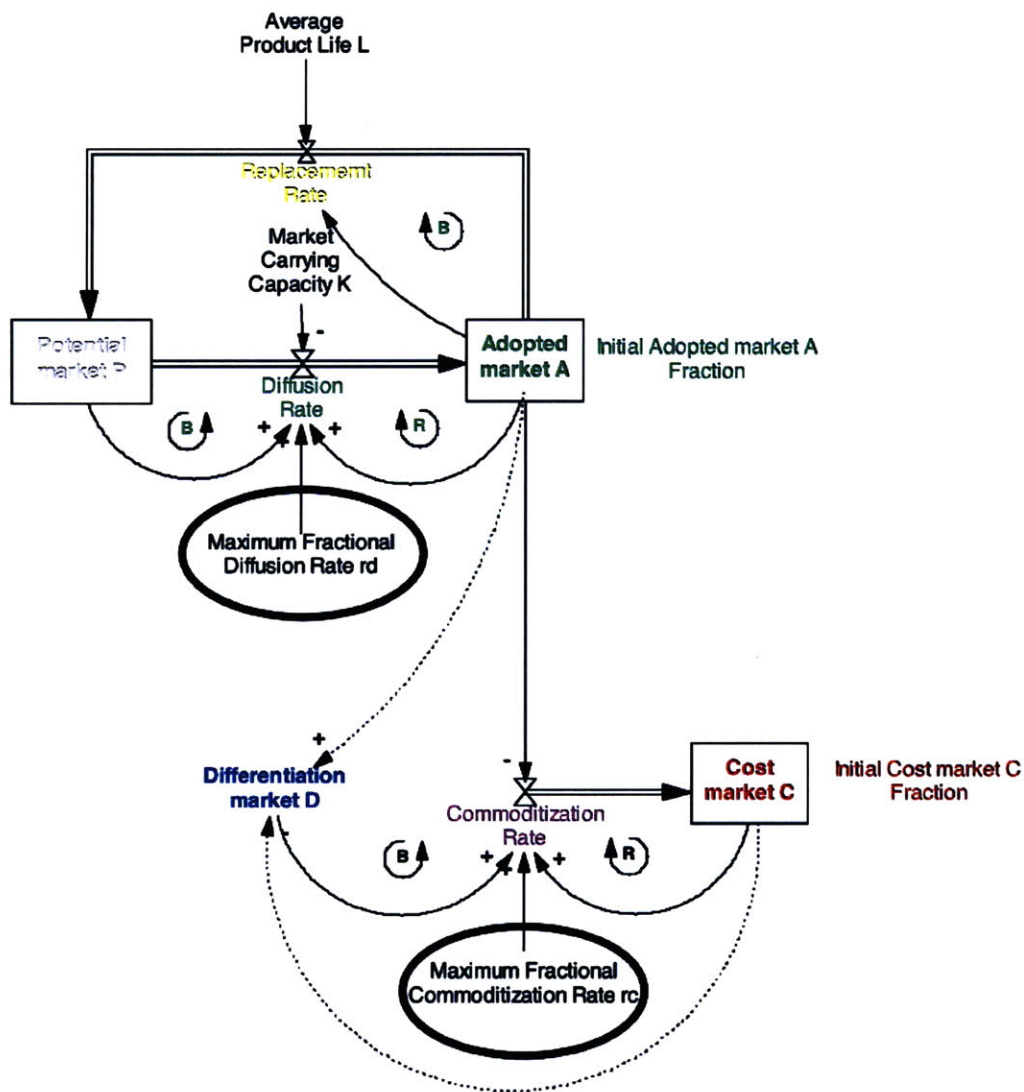 Average
Product Life L
Replacememt
Rate
B
Market
Carrying
Capacity K
-
Potential
market P
Adopted
market A
Initial Adopted market A
Fraction
Diffusion
Rate
B
R
+
+
+
Maximum Fractional
Diffusion Rate rd
+
Differentiation
market D
-
-
Cost
market C
Initial Cost market C
Fraction
Commoditization
Rate
B
R
+
+
+
Maximum Fractional
Commoditization Rate rc